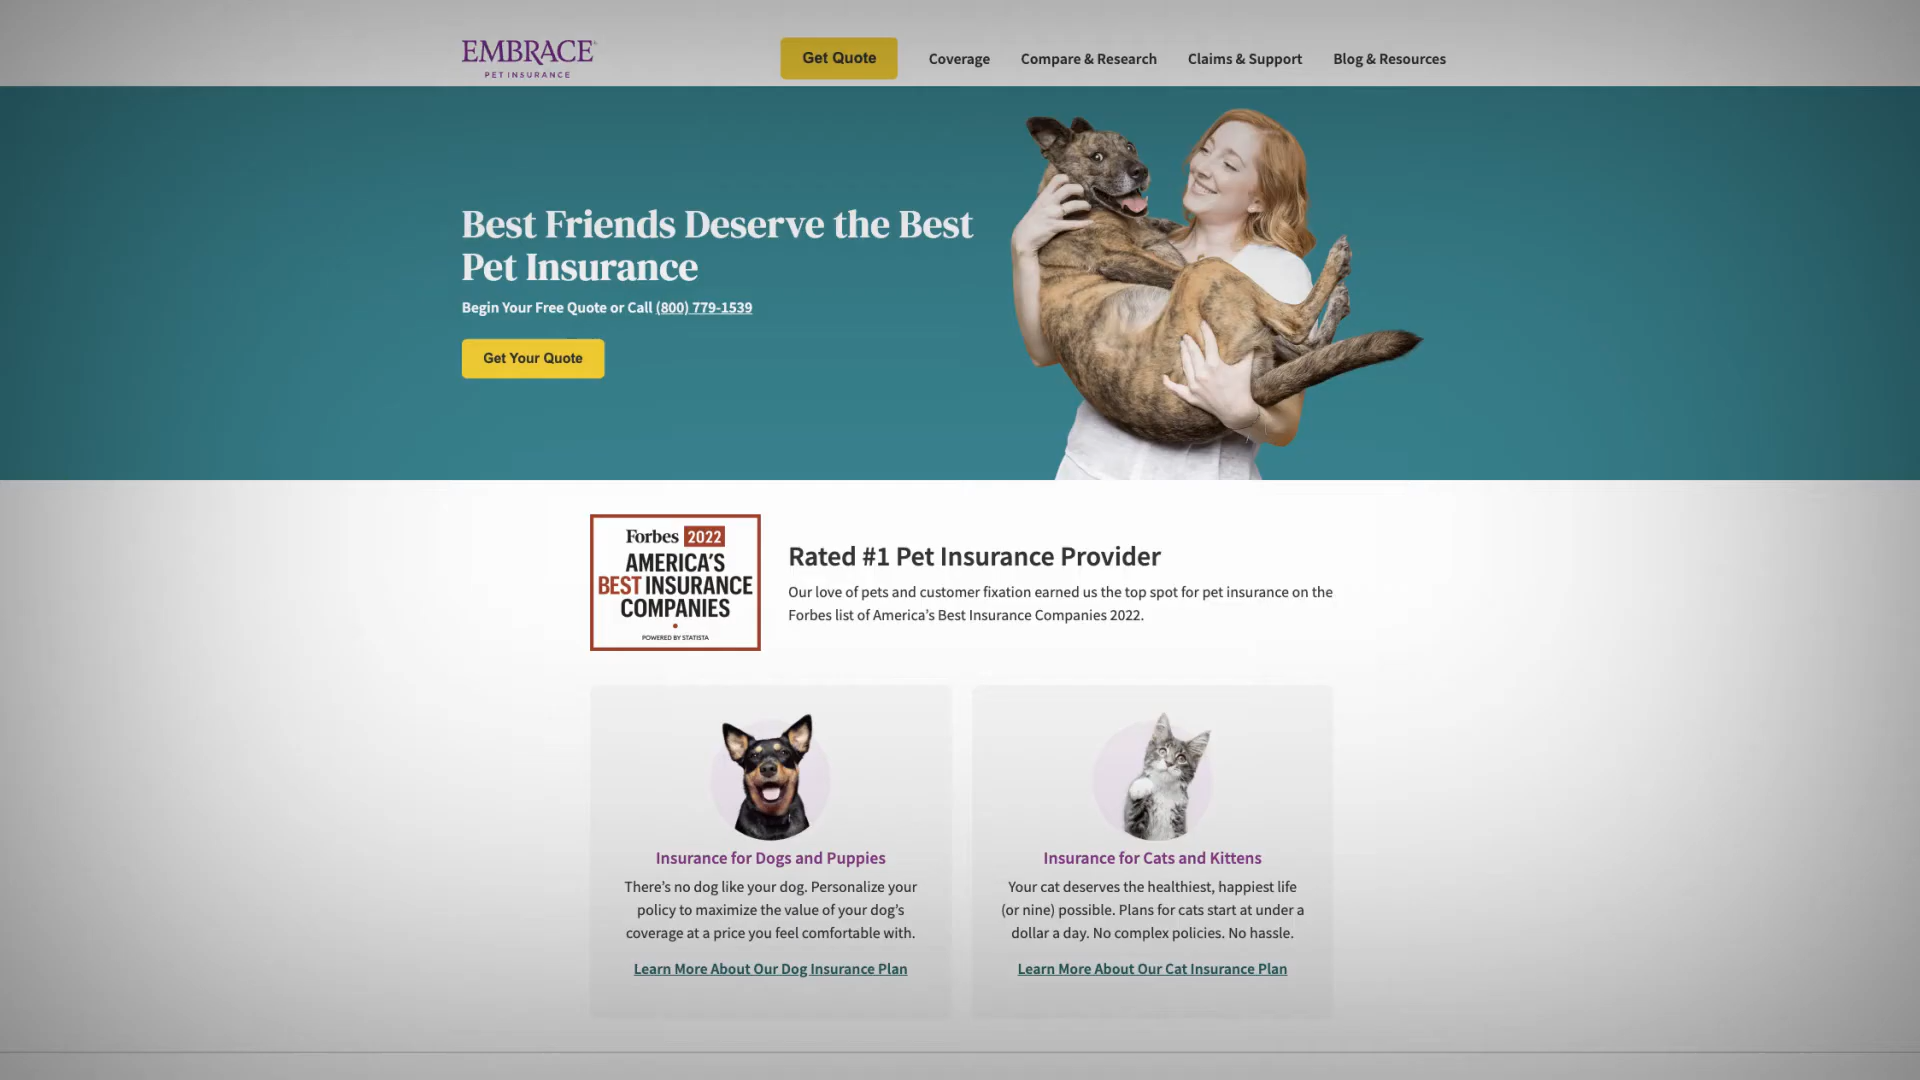 EMBRACE
PET INSURANCE
Get Quote
Coverage
Compare & Research
Claims & Support
Blog & Resources
Best Friends Deserve the Best
Pet Insurance
Begin Your Free Quote or Call (800) 779-1539
Get Your Quote
Forbes 2022
AMERICA'S
BEST INSURANCE
COMPANIES
POWERED BY STATISTA
Rated #1 Pet Insurance Provider
Our love of pets and customer fixation earned us the top spot for pet insurance on the
Forbes list of America's Best Insurance Companies 2022.
Insurance for Dogs and Puppies
There's no dog like your dog. Personalize your
policy to maximize the value of your dog's
coverage at a price you feel comfortable with.
Learn More About Our Dog Insurance Plan
Insurance for Cats and Kittens
Your cat deserves the healthiest, happiest life
(or nine) possible. Plans for cats start at under a
dollar a day. No complex policies. No hassle.
Learn More About Our Cat Insurance Plan